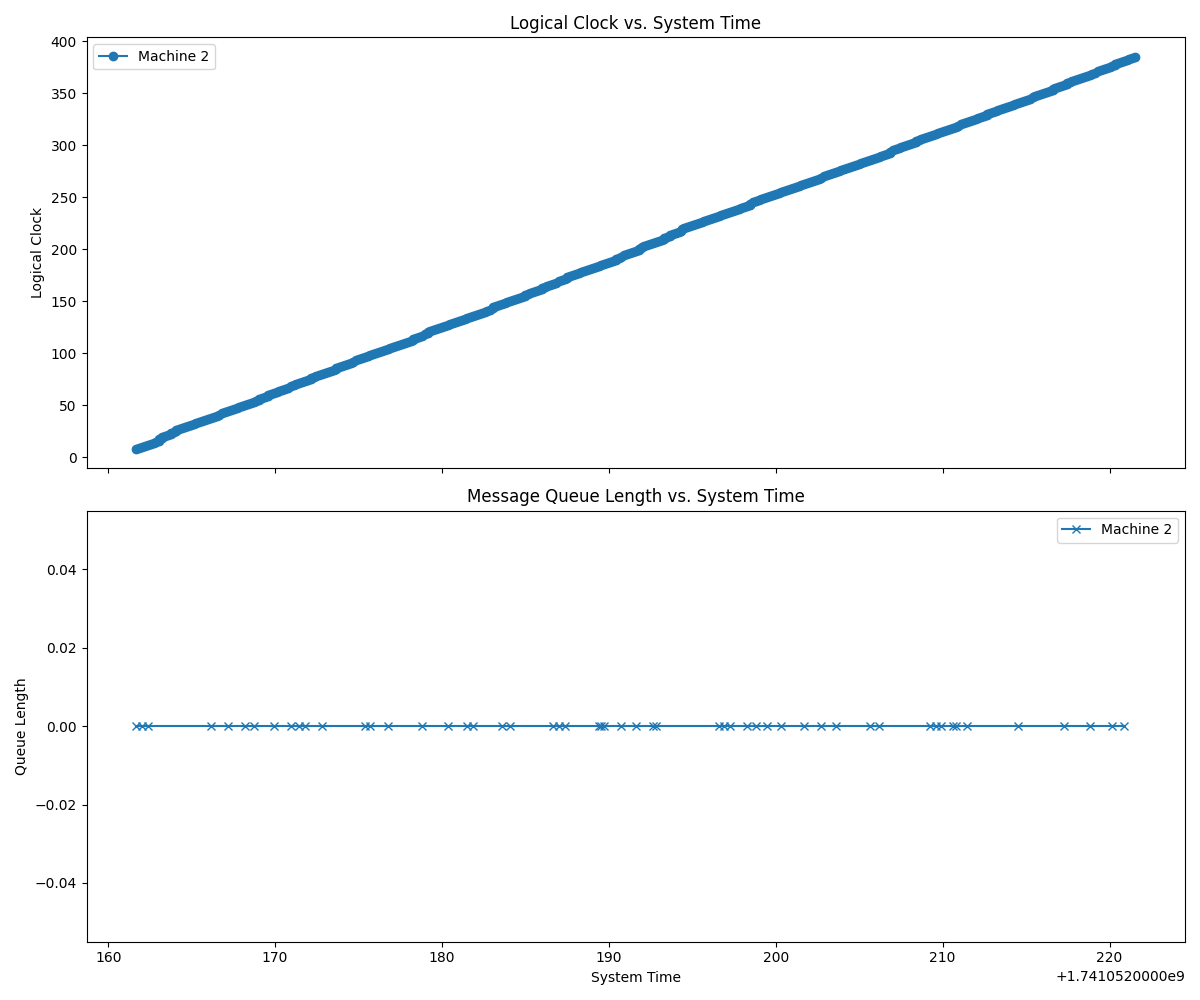 Logical Clock vs. System Time
Machine 2
400
350
300
250
200
150
100
50
0
Logical Clock
Message Queue Length vs. System Time
Machine 2
0.04
0.02
0.00
−0.02
−0.04
Queue Length
160 170 180 190 200 210 220
System Time
+1.7410520000e9